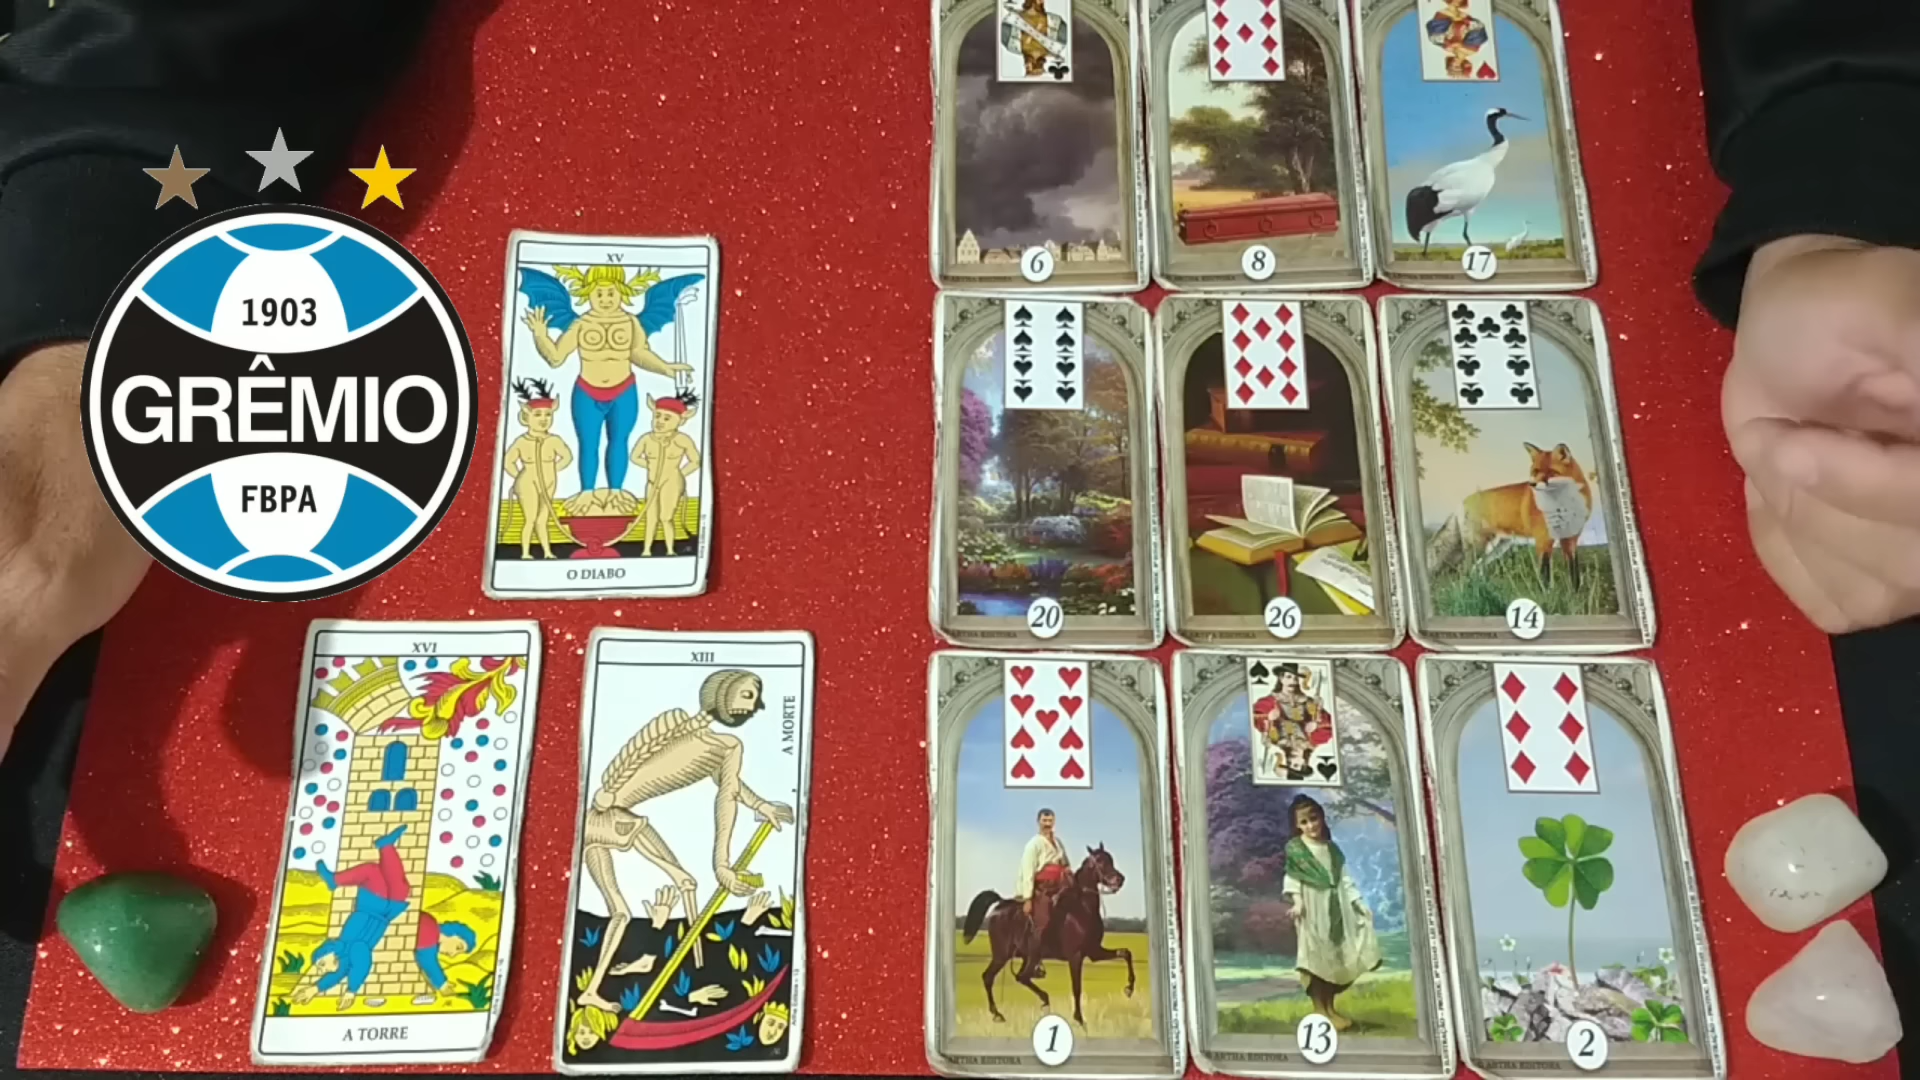 1903
GRÊMIO
FBPA
XV
O DIABO
XVI
A TORRE
XIII
A MORTE
6
8
17
20
26
14
1
13
2